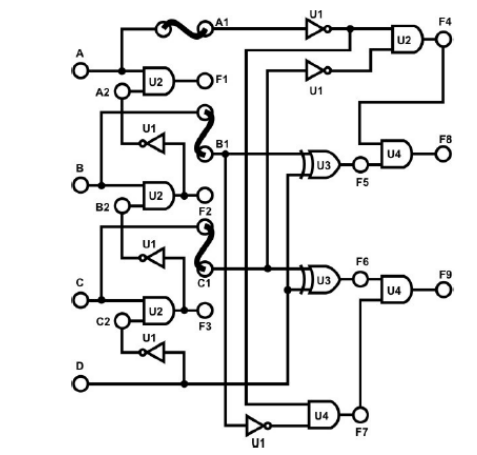 A1 U1 F4
U2
A
A2 U2 F1 U1
U1 B1 F8
U3 U4
B F5
B2 U2
F2
U1
F6 F9
C1 U3 U4
C
C2 U2 F3
U1
D
U4
F7
U1